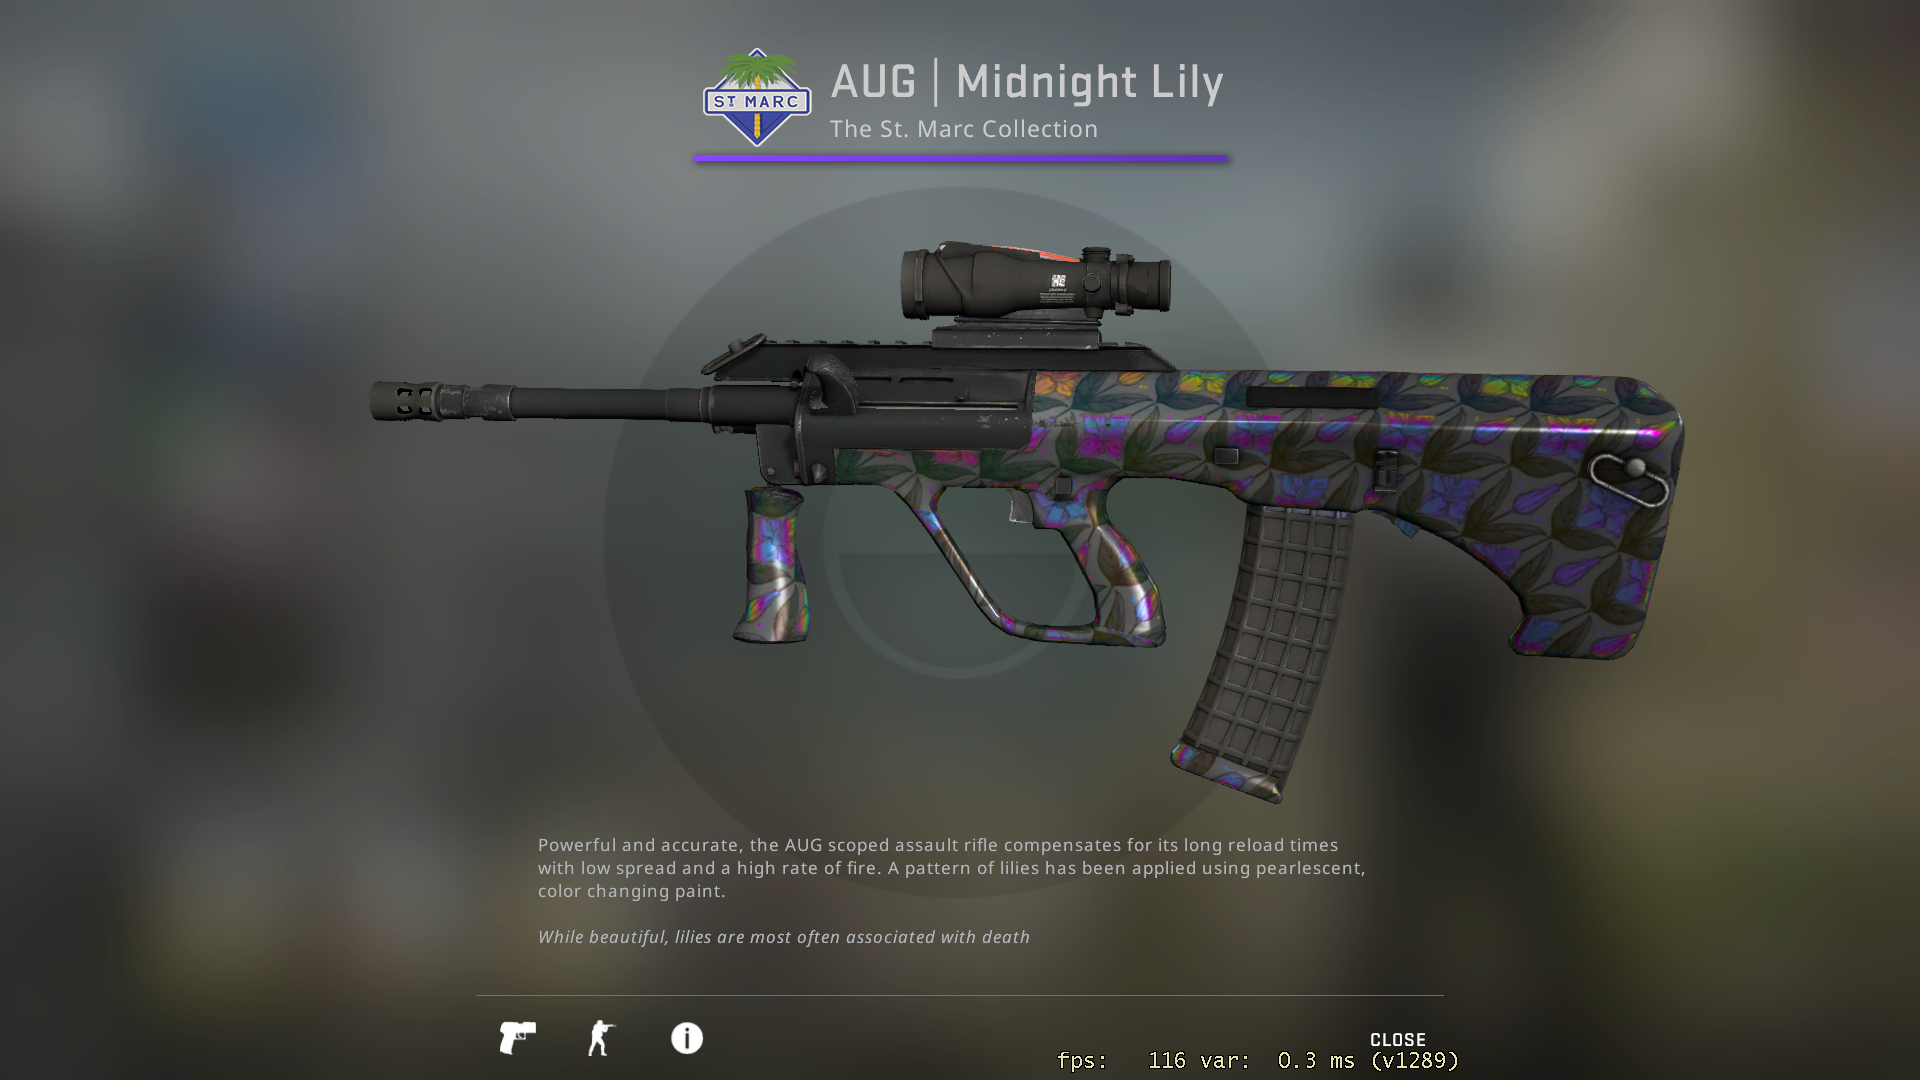 ST MARC
AUG | Midnight Lily
The St. Marc Collection
Powerful and accurate, the AUG scoped assault rifle compensates for its long reload times
with low spread and a high rate of fire. A pattern of lilies has been applied using pearlescent,
color changing paint.
While beautiful, lilies are most often associated with death
CLOSE
fps: 116 var: 0.3 ms (v1289)